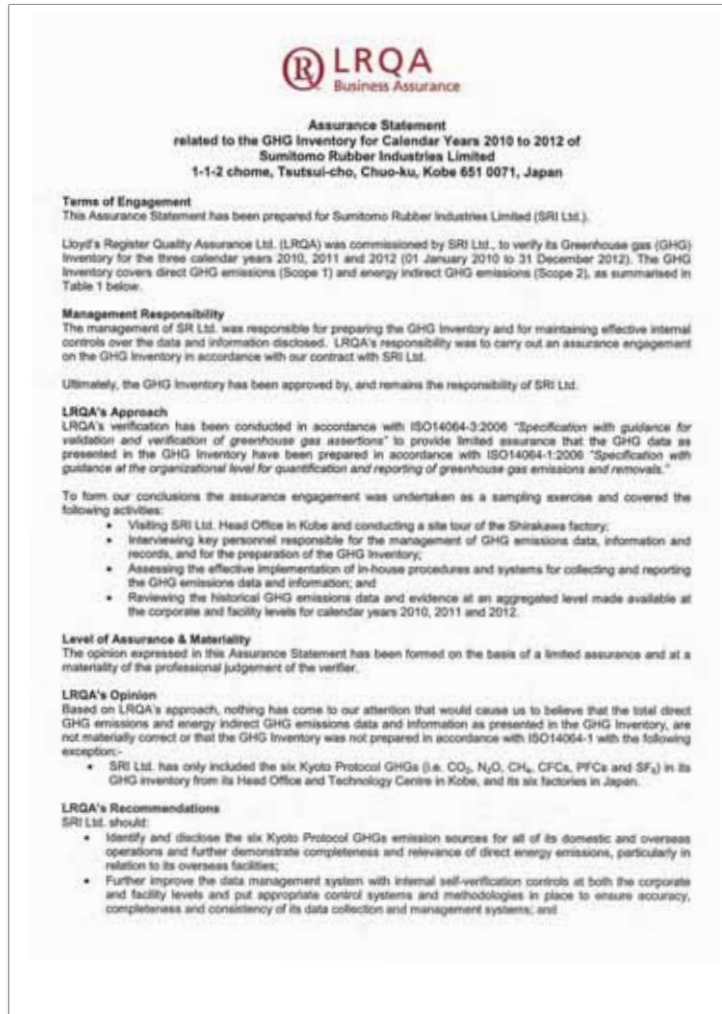 LRQA
Business Assurance
Assurance Statement
related to the GHG Inventory for Calendar Years 2010 to 2012 of
Sumitomo Rubber Industries Limited
1-1-2 chome, Tsutsui-cho, Chuo-ku, Kobe 651 0071, Japan
Terms of Engagement
This Assurance Statement has been prepared for Sumitomo Rubber Industries Limited (SRI Ltd.).
Lloyd's Register Quality Assurance Ltd. (LRQA) was commissioned by SRI Ltd., to verify its Greenhouse gas (GHG)
Inventory for the three calendar years 2010, 2011 and 2012 (01 January 2010 to 31 December 2012). The GHG
Inventory covers direct GHG emissions (Scope 1) and energy indirect GHG emissions (Scope 2), as summarised in
Table 1 below.
Management Responsibility
The management of SR Ltd. was responsible for preparing the GHG Inventory and for maintaining effective internal
controls over the data and information disclosed. LRQA's responsibility was to carry out an assurance engagement
on the GHG Inventory in accordance with our contract with SRI Ltd.
Ultimately, the GHG Inventory has been approved by, and remains the responsibility of SRI Ltd.
LRQA's Approach
LRQA's verification has been conducted in accordance with ISO14064-3:2006 "Specification with guidance for
validation and verification of greenhouse gas assertions" to provide limited assurance that the GHG data as
presented in the GHG Inventory have been prepared in accordance with ISO14064-1:2006 "Specification with
guidance at the organizational level for quantification and reporting of greenhouse gas emissions and removals."
To form our conclusions the assurance engagement was undertaken as a sampling exercise and covered the
following activities:
• Visiting SRI Ltd. Head Office in Kobe and conducting a site tour of the Shirakawa factory;
• Interviewing key personnel responsible for the management of GHG emissions data, information and
records, and for the preparation of the GHG Inventory;
• Assessing the effective implementation of in-house procedures and systems for collecting and reporting
the GHG emissions data and information; and
• Reviewing the historical GHG emissions data and evidence at an aggregated level made available at
the corporate and facility levels for calendar years 2010, 2011 and 2012.
Level of Assurance & Materiality
The opinion expressed in this Assurance Statement has been formed on the basis of a limited assurance and at a
materiality of the professional judgement of the verifier.
LRQA's Opinion
Based on LRQA's approach, nothing has come to our attention that would cause us to believe that the total direct
GHG emissions and energy indirect GHG emissions data and information as presented in the GHG Inventory, are
not materially correct or that the GHG Inventory was not prepared in accordance with ISO14064-1 with the following
exception:-
• SRI Ltd. has only included the six Kyoto Protocol GHGs (i.e. CO₂, N₂O, CH₄, CFCs, PFCs and SF₆) in its
GHG inventory from its Head Office and Technology Centre in Kobe, and its six factories in Japan.
LRQA's Recommendations
SRI Ltd. should:
• Identify and disclose the six Kyoto Protocol GHGs emission sources for all of its domestic and overseas
operations and further demonstrate completeness and relevance of direct energy emissions, particularly in
relation to its overseas facilities;
• Further improve the data management system with internal self-verification controls at both the corporate
and facility levels and put appropriate control systems and methodologies in place to ensure accuracy,
completeness and consistency of its data collection and management systems; and